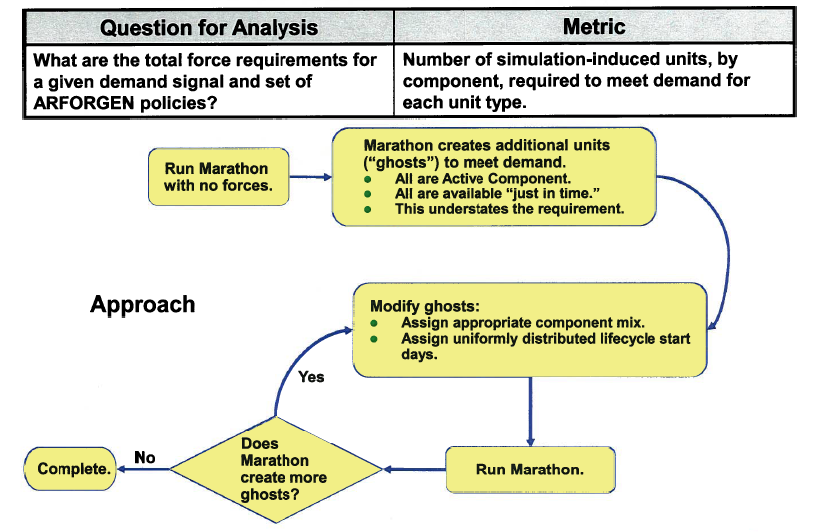 Question for Analysis
Metric
What are the total force requirements for
a given demand signal and set of
ARFORGEN policies?
Number of simulation-induced units, by
component, required to meet demand for
each unit type.
Run Marathon
with no forces.
Marathon creates additional units
(“ghosts”) to meet demand.
• All are Active Component.
• All are available “just in time.”
• This understates the requirement.
Approach
Modify ghosts:
• Assign appropriate component mix.
• Assign uniformly distributed lifecycle start
days.
Yes
Does
Marathon
create more
ghosts?
No
Complete.
Run Marathon.